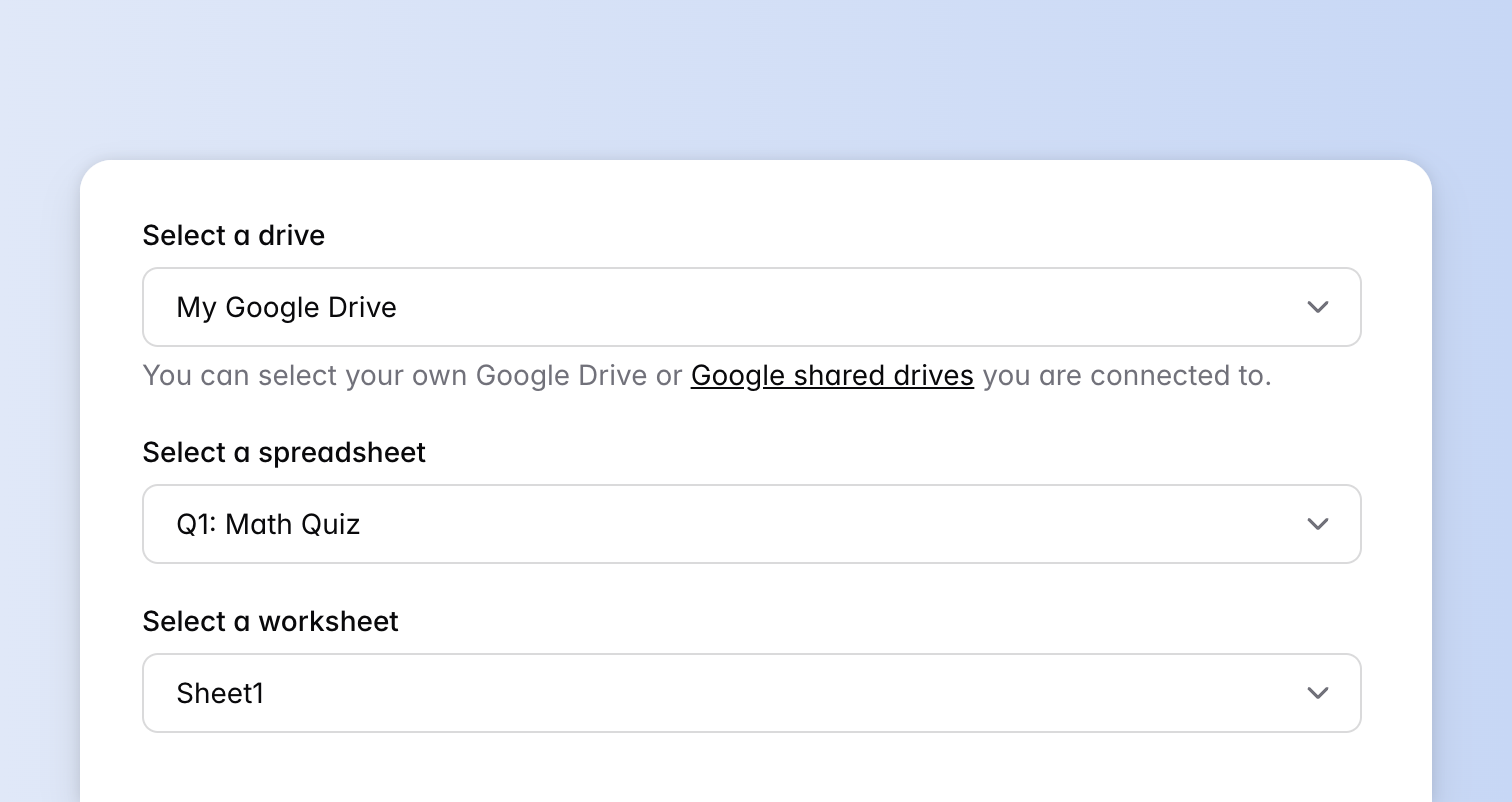 Select a drive
My Google Drive
You can select your own Google Drive or Google shared drives you are connected to.
Select a spreadsheet
Q1: Math Quiz
Select a worksheet
Sheet1